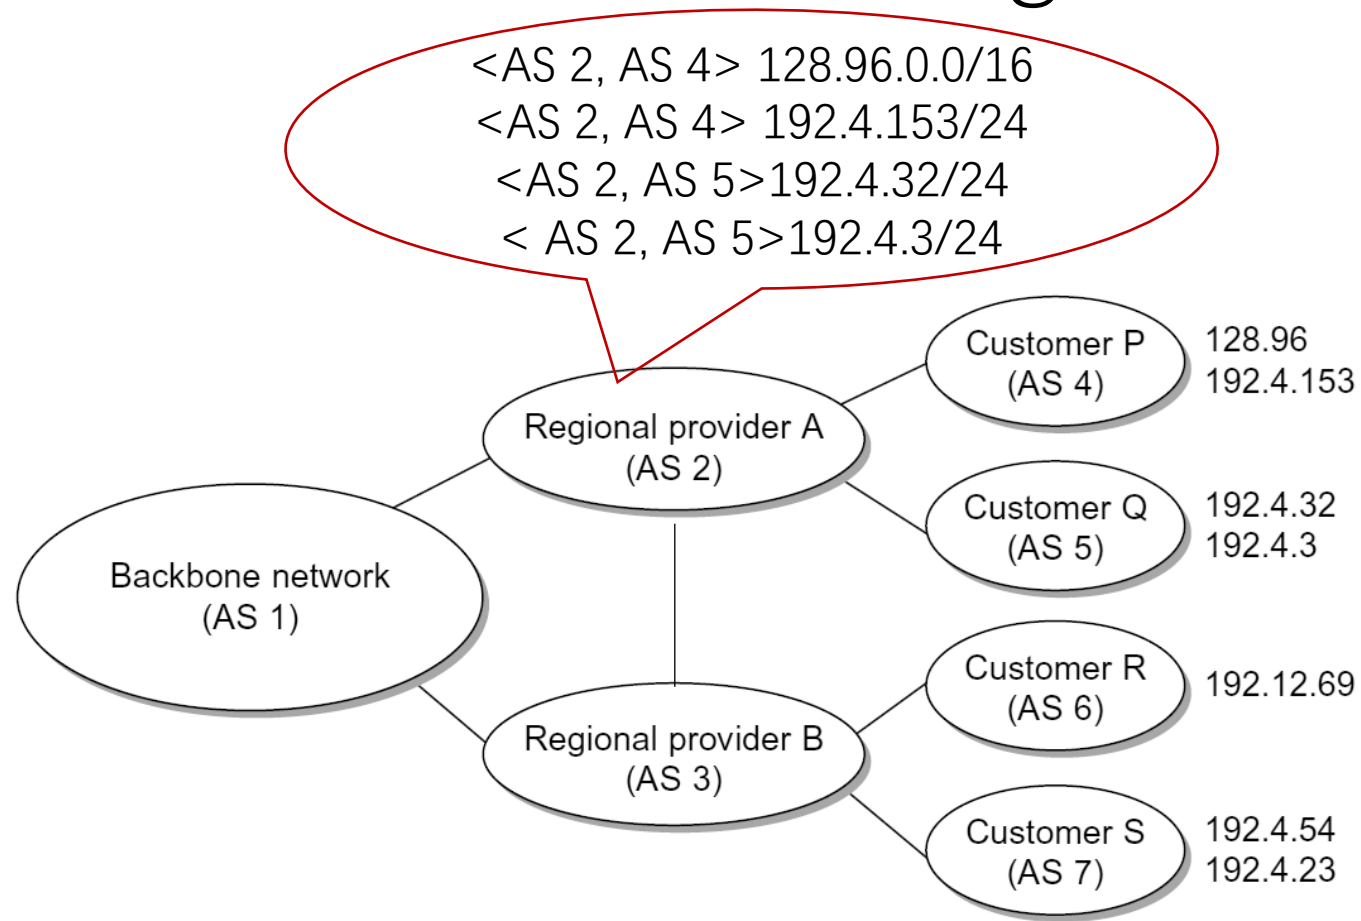 <AS 2, AS 4> 128.96.0.0/16
<AS 2, AS 4> 192.4.153/24
<AS 2, AS 5>192.4.32/24
< AS 2, AS 5>192.4.3/24
Customer P
(AS 4)
128.96
192.4.153
Regional provider A
(AS 2)
Customer Q
(AS 5)
192.4.32
192.4.3
Backbone network
(AS 1)
Customer R
(AS 6)
192.12.69
Regional provider B
(AS 3)
Customer S
(AS 7)
192.4.54
192.4.23